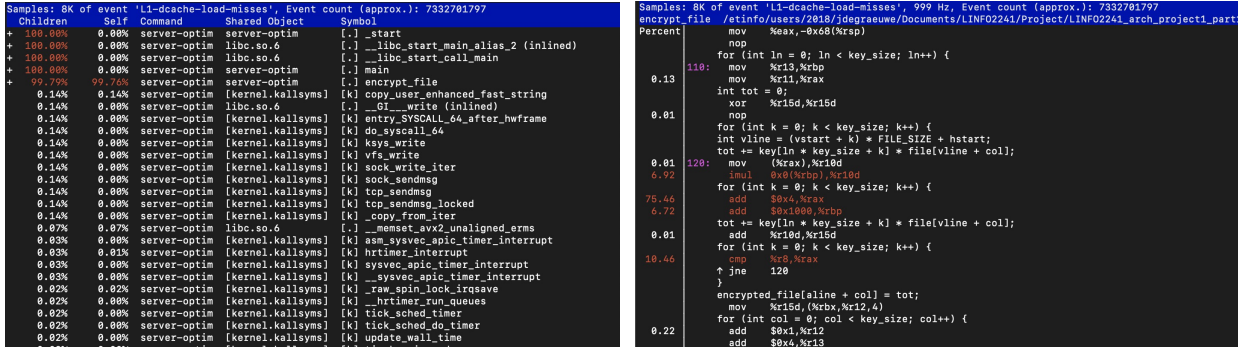 Samples: 8K of event 'L1-dcache-load-misses', Event count (approx.): 7332701797
Children Self Command Shared Object Symbol
+ 100.00% 0.00% server-optim server-optim [.] _start
+ 100.00% 0.00% server-optim libc.so.6 [.] __libc_start_main_alias_2 (inlined)
+ 100.00% 0.00% server-optim libc.so.6 [.] __libc_start_call_main
+ 100.00% 0.00% server-optim server-optim [.] main
+ 99.79% 99.76% server-optim server-optim [.] encrypt_file
0.14% 0.14% server-optim [kernel.kallsyms] [k] copy_user_enhanced_fast_string
0.14% 0.00% server-optim libc.so.6 [.] __GI___write (inlined)
0.14% 0.00% server-optim [kernel.kallsyms] [k] entry_SYSCALL_64_after_hwframe
0.14% 0.00% server-optim [kernel.kallsyms] [k] do_syscall_64
0.14% 0.00% server-optim [kernel.kallsyms] [k] ksys_write
0.14% 0.00% server-optim [kernel.kallsyms] [k] vfs_write
0.14% 0.00% server-optim [kernel.kallsyms] [k] sock_write_iter
0.14% 0.00% server-optim [kernel.kallsyms] [k] sock_sendmsg
0.14% 0.00% server-optim [kernel.kallsyms] [k] tcp_sendmsg
0.14% 0.00% server-optim [kernel.kallsyms] [k] tcp_sendmsg_locked
0.14% 0.00% server-optim [kernel.kallsyms] [k] _copy_from_iter
0.07% 0.07% server-optim libc.so.6 [.] __memset_avx2_unaligned_erms
0.03% 0.00% server-optim [kernel.kallsyms] [k] asm_sysvec_apic_timer_interrupt
0.03% 0.01% server-optim [kernel.kallsyms] [k] hrtimer_interrupt
0.03% 0.00% server-optim [kernel.kallsyms] [k] sysvec_apic_timer_interrupt
0.03% 0.00% server-optim [kernel.kallsyms] [k] __sysvec_apic_timer_interrupt
0.02% 0.02% server-optim [kernel.kallsyms] [k] _raw_spin_lock_irqsave
0.02% 0.00% server-optim [kernel.kallsyms] [k] __hrtimer_run_queues
0.02% 0.00% server-optim [kernel.kallsyms] [k] tick_sched_timer
0.02% 0.00% server-optim [kernel.kallsyms] [k] tick_sched_do_timer
0.02% 0.00% server-optim [kernel.kallsyms] [k] update_wall_time
Samples: 8K of event 'L1-dcache-load-misses', 999 Hz, Event count (approx.): 7332701797
encrypt_file /etinfo/users/2018/jdegraeuwe/Documents/LINFO2241/Project/LINFO2241_arch_project1_part
Percent mov %eax,-0x68(%rsp)
nop
for (int ln = 0; ln < key_size; ln++) {
110: mov %r13,%rbp
0.13 mov %r11,%rax
int tot = 0;
xor %r15d,%r15d
0.01 nop
for (int k = 0; k < key_size; k++) {
int vline = (vstart + k) * FILE_SIZE + hstart;
tot += key[ln * key_size + k] * file[vline + col];
0.01 120: mov (%rax),%r10d
6.92 imul 0x0(%rbp),%r10d
for (int k = 0; k < key_size; k++) {
75.46 add $0x4,%rax
6.72 add $0x1000,%rbp
tot += key[ln * key_size + k] * file[vline + col];
0.01 add %r10d,%r15d
for (int k = 0; k < key_size; k++) {
10.46 cmp %r8,%rax
↑ jne 120
}
encrypted_file[aline + col] = tot;
mov %r15d,(%rbx,%r12,4)
for (int col = 0; col < key_size; col++) {
0.22 add $0x1,%r12
add $0x4,%r13